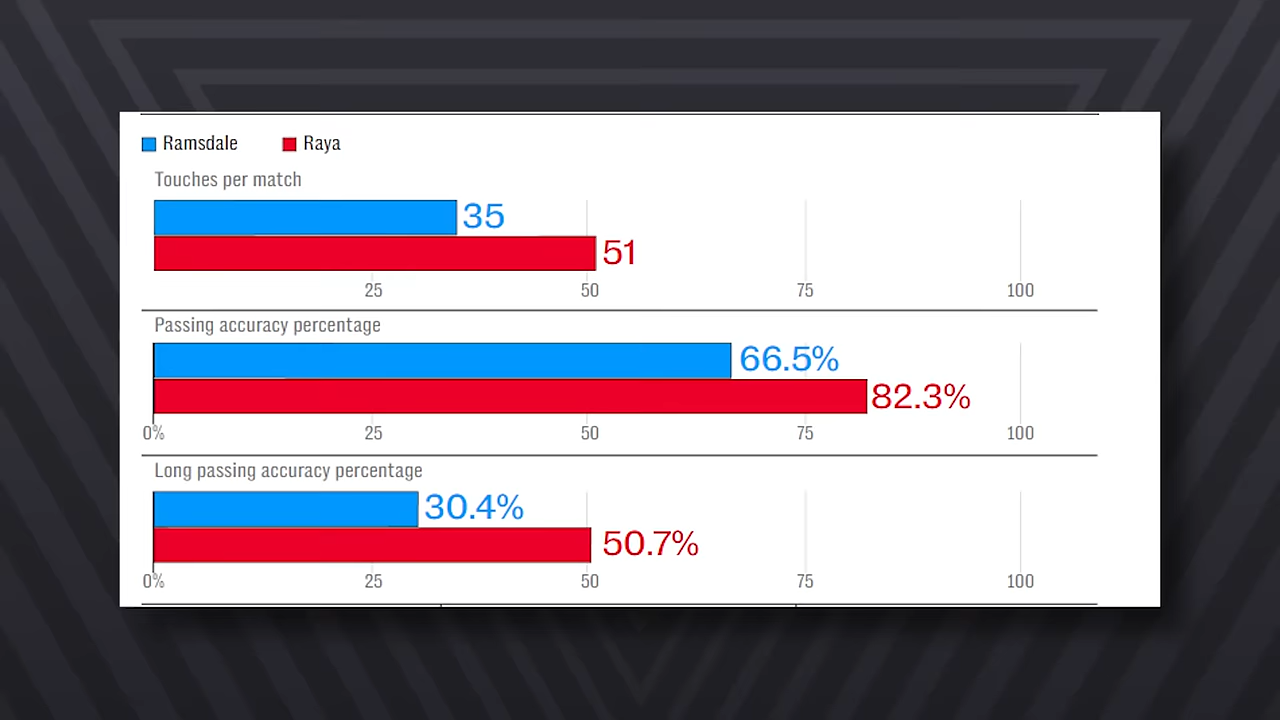 Ramsdale Raya
Touches per match
35
51
25 50 75 100
Passing accuracy percentage
66.5%
82.3%
0% 25 50 75 100
Long passing accuracy percentage
30.4%
50.7%
0% 25 50 75 100